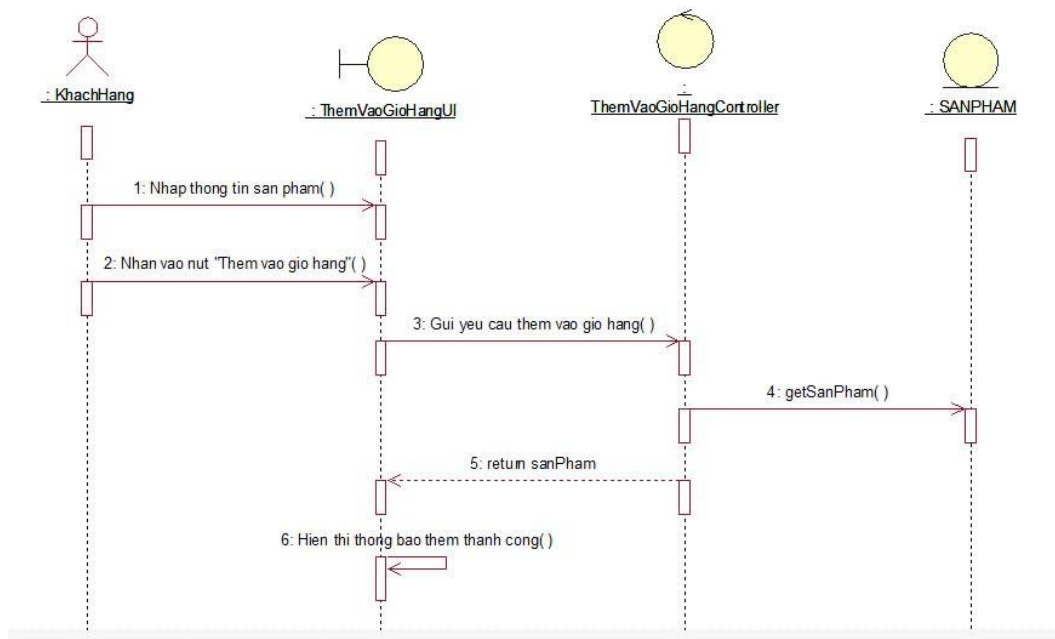 : KhachHang
: ThemVaoGioHangUI
:
ThemVaoGioHangController
: SANPHAM
1: Nhap thong tin san pham( )
2: Nhan vao nut "Them vao gio hang"( )
3: Gui yeu cau them vao gio hang( )
4: getSanPham( )
5: return sanPham
6: Hien thi thong bao them thanh cong( )